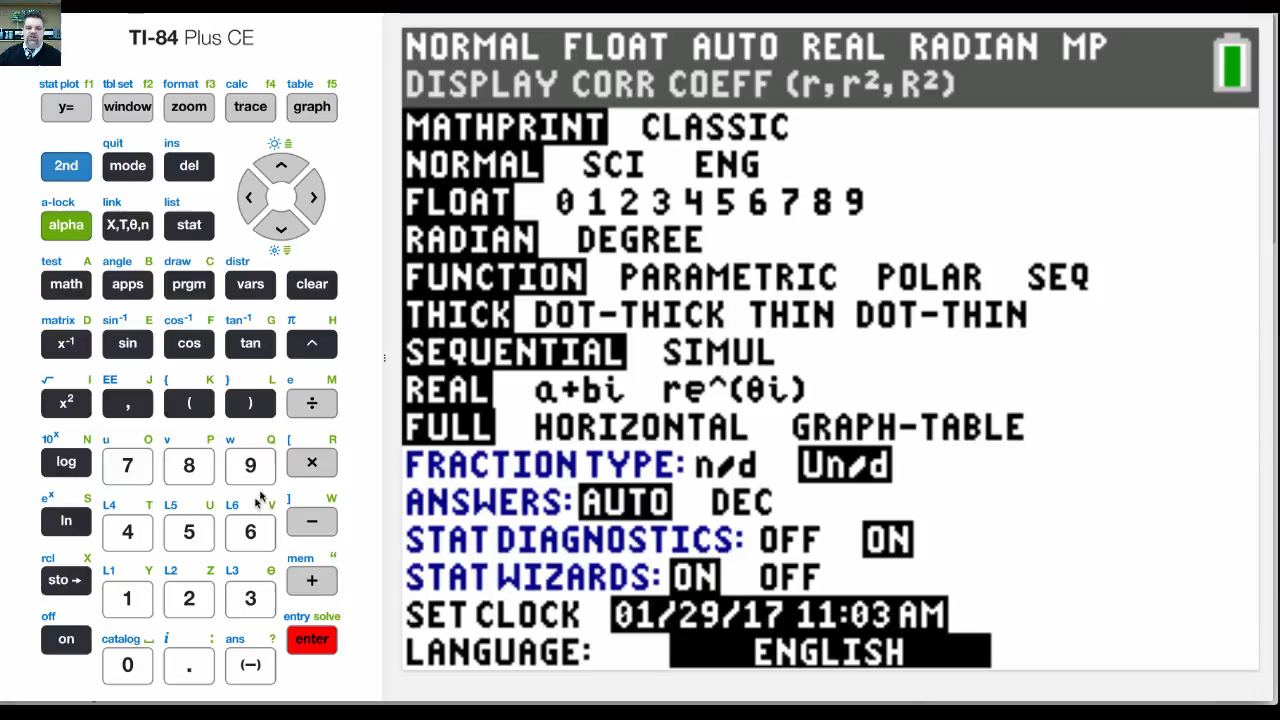 TI-84 Plus CE
stat plot f1 tbl set f2 format f3 calc f4 table f5
y= window zoom trace graph
quit ins
2nd mode del
a-lock link list
alpha X,T,θ,n stat
test A angle B draw C distr
math apps prgm vars clear
matrix D sin⁻¹ E cos⁻¹ F tan⁻¹ G π H
x⁻¹ sin cos tan ^
√ I EE J { K } L e M
x² , ( ) ÷
10ˣ N u O v P w Q [ R
log 7 8 9 ×
eˣ S L4 T L5 U L6 V ] W
ln 4 5 6 −
rcl X L1 Y L2 Z L3 θ mem "
sto → 1 2 3 +
off catalog ⎵ i : ans ? entry solve
on 0 . (−) enter
NORMAL FLOAT AUTO REAL RADIAN MP
DISPLAY CORR COEFF (r,r²,R²)
MATHPRINT CLASSIC
NORMAL SCI ENG
FLOAT 0 1 2 3 4 5 6 7 8 9
RADIAN DEGREE
FUNCTION PARAMETRIC POLAR SEQ
THICK DOT-THICK THIN DOT-THIN
SEQUENTIAL SIMUL
REAL a+bi re^(θi)
FULL HORIZONTAL GRAPH-TABLE
FRACTION TYPE: n/d Un/d
ANSWERS: AUTO DEC
STAT DIAGNOSTICS: OFF ON
STAT WIZARDS: ON OFF
SET CLOCK 01/29/17 11:03 AM
LANGUAGE: ENGLISH